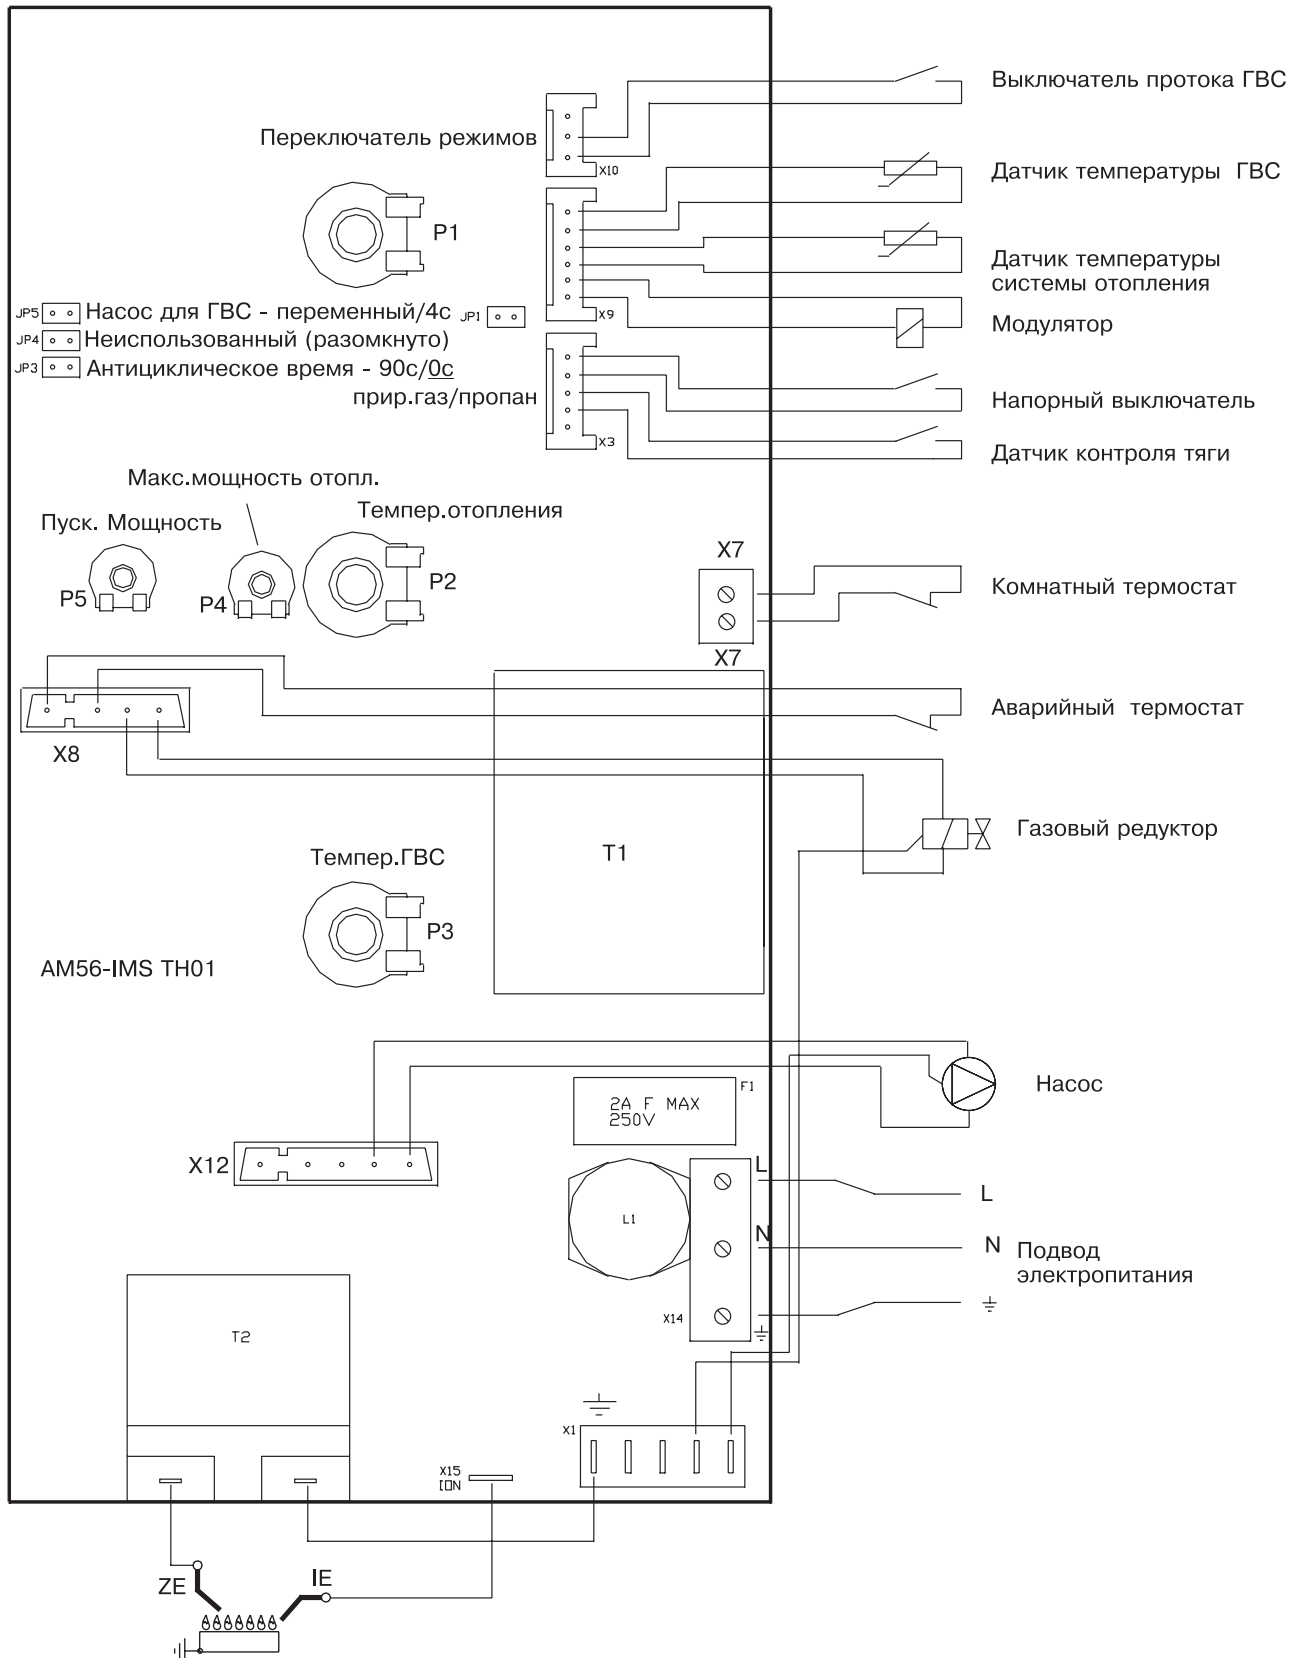 Выключатель протока ГВС
Переключатель режимов
X10
Датчик температуры ГВС
P1
Датчик температуры
системы отопления
JP5 Насос для ГВС - переменный/4с JP1
X9
Модулятор
JP4 Неиспользованный (разомкнуто)
JP3 Антициклическое время - 90с/0с
прир.газ/пропан
Напорный выключатель
X3
Датчик контроля тяги
Макс.мощность отопл.
Темпер.отопления
Пуск. Мощность
X7
P5
P4
P2
Комнатный термостат
X7
Аварийный термостат
X8
Газовый редуктор
T1
Темпер.ГВС
P3
AM56-IMS TH01
Насос
F1
2A F MAX
250V
X12
L
L
L1
N
N
Подвод
электропитания
X14
T2
X1
X15
ION
ZE
IE